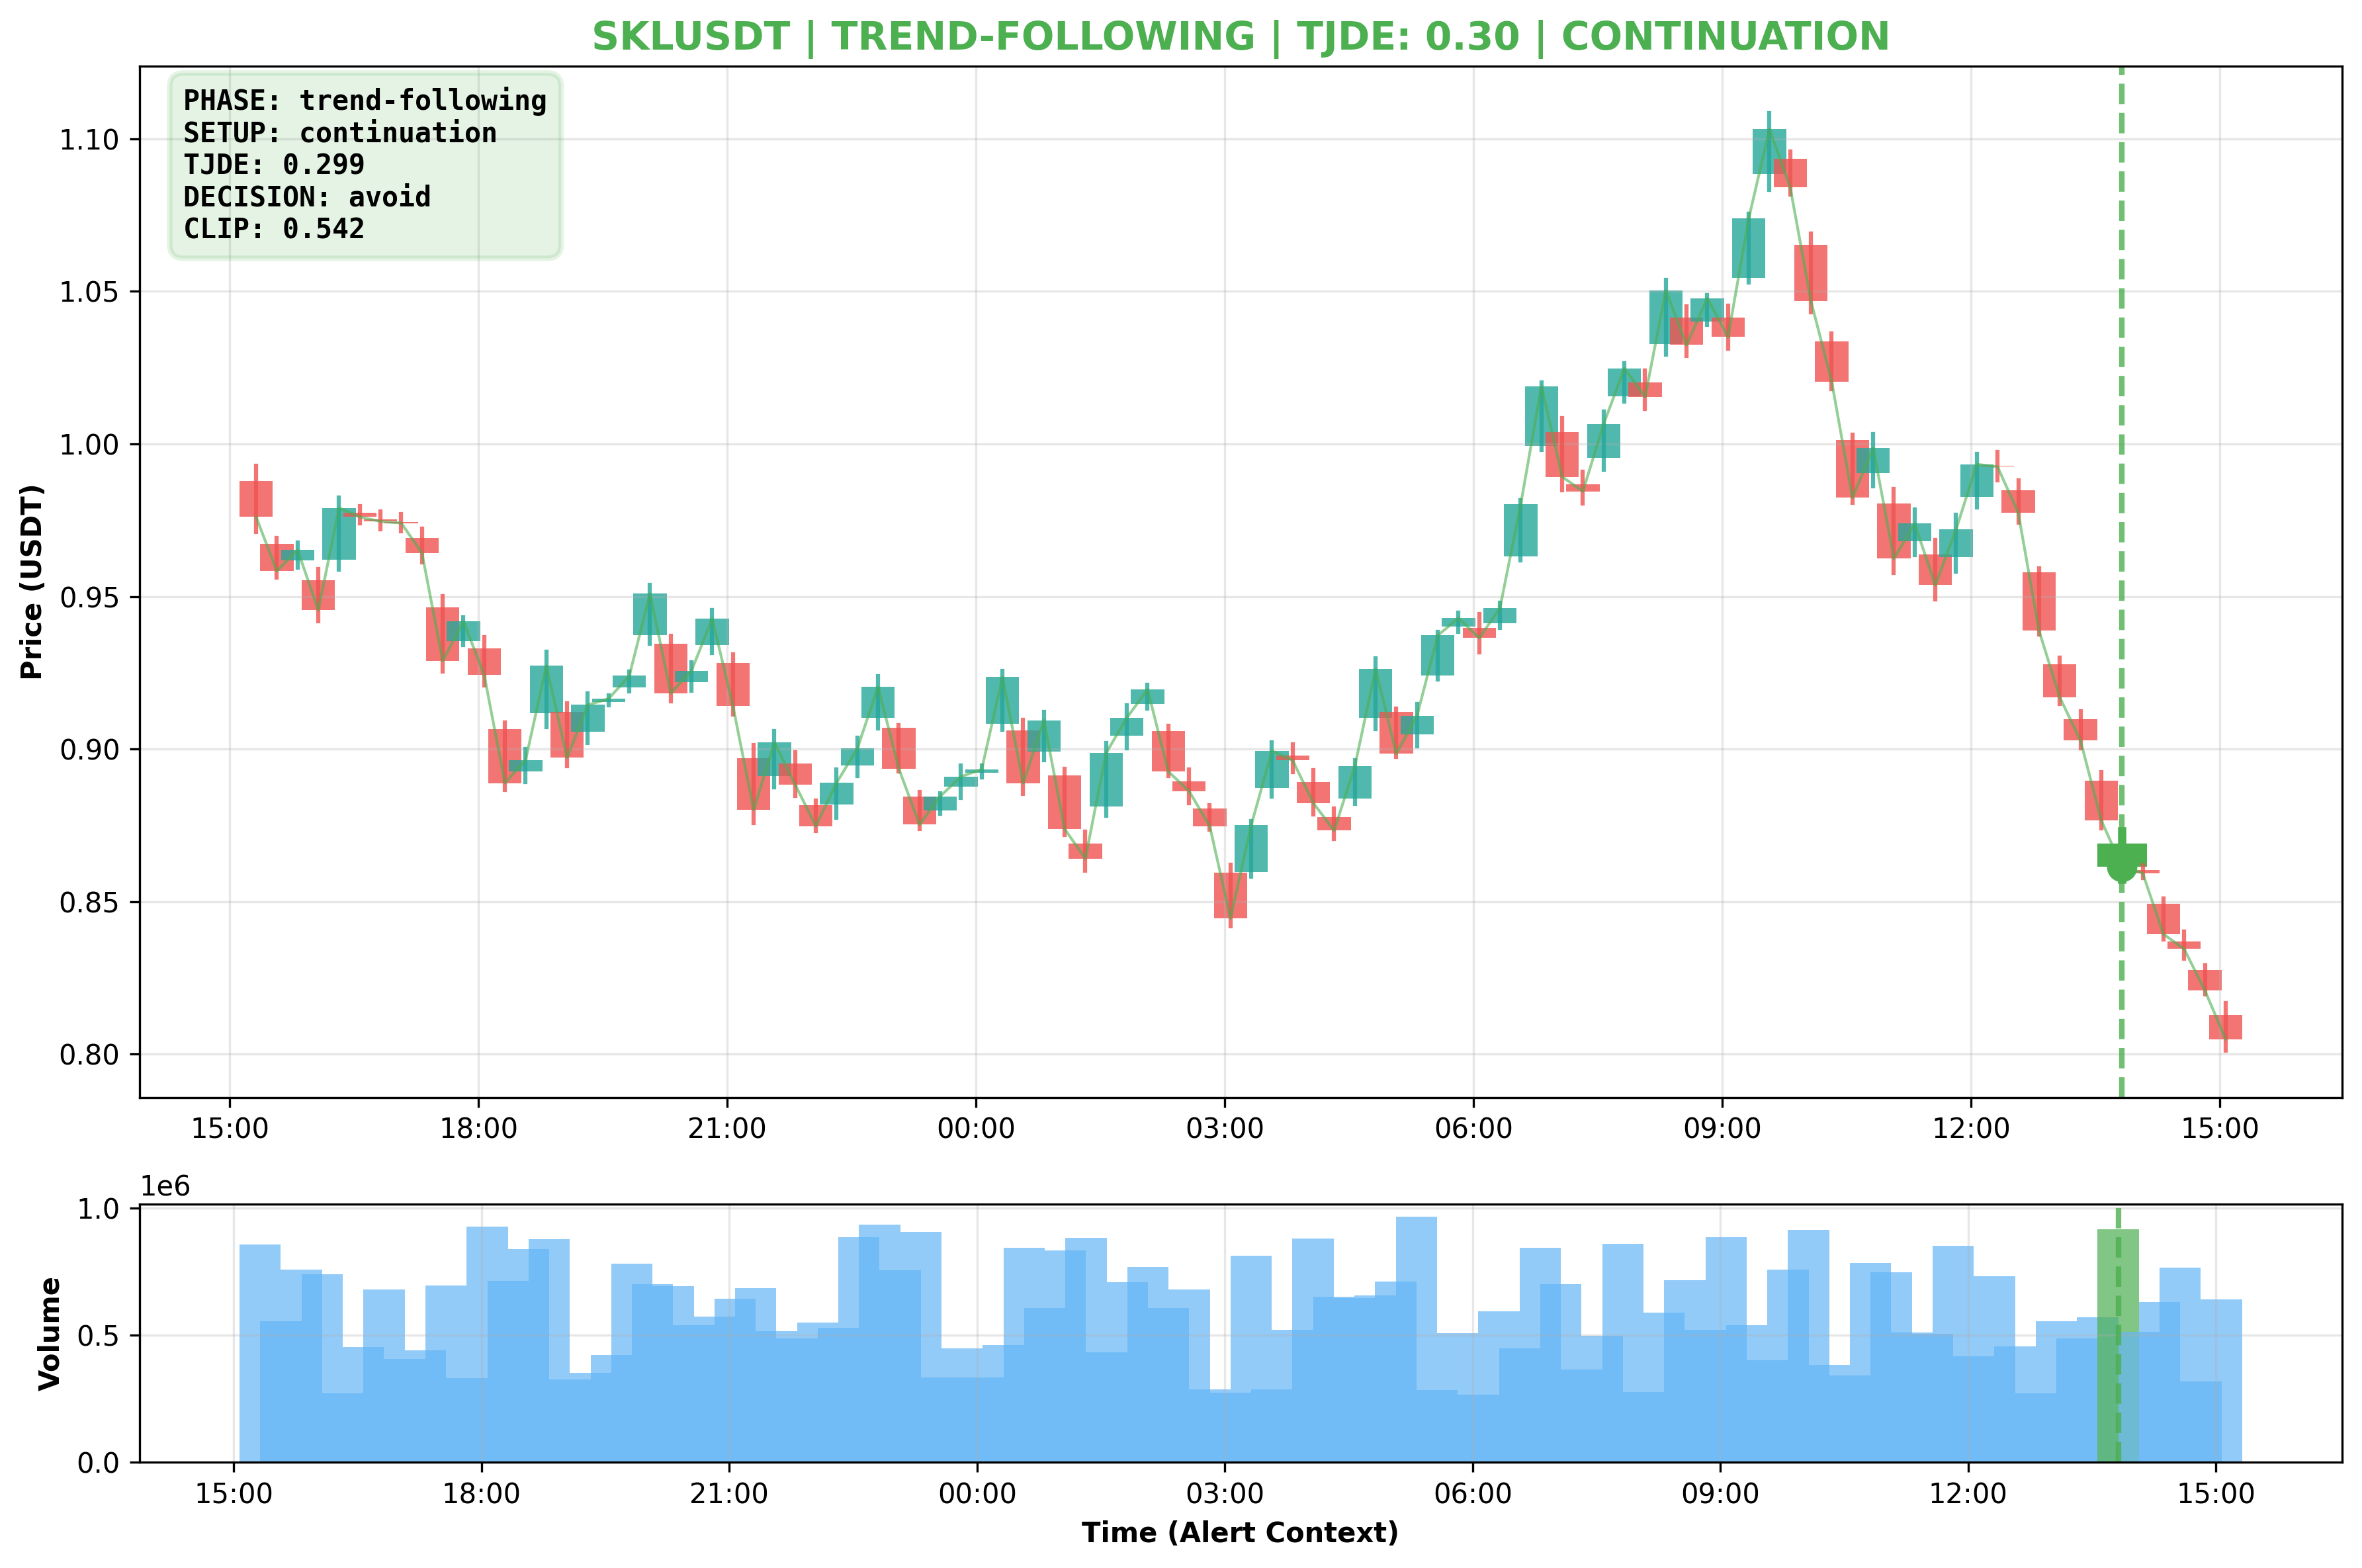 SKLUSDT | TREND-FOLLOWING | TJDE: 0.30 | CONTINUATION
PHASE: trend-following
SETUP: continuation
TJDE: 0.299
DECISION: avoid
CLIP: 0.542
Price (USDT)
1.10
1.05
1.00
0.95
0.90
0.85
0.80
15:00 18:00 21:00 00:00 03:00 06:00 09:00 12:00 15:00
1e6
Volume
1.0
0.5
0.0
15:00 18:00 21:00 00:00 03:00 06:00 09:00 12:00 15:00
Time (Alert Context)